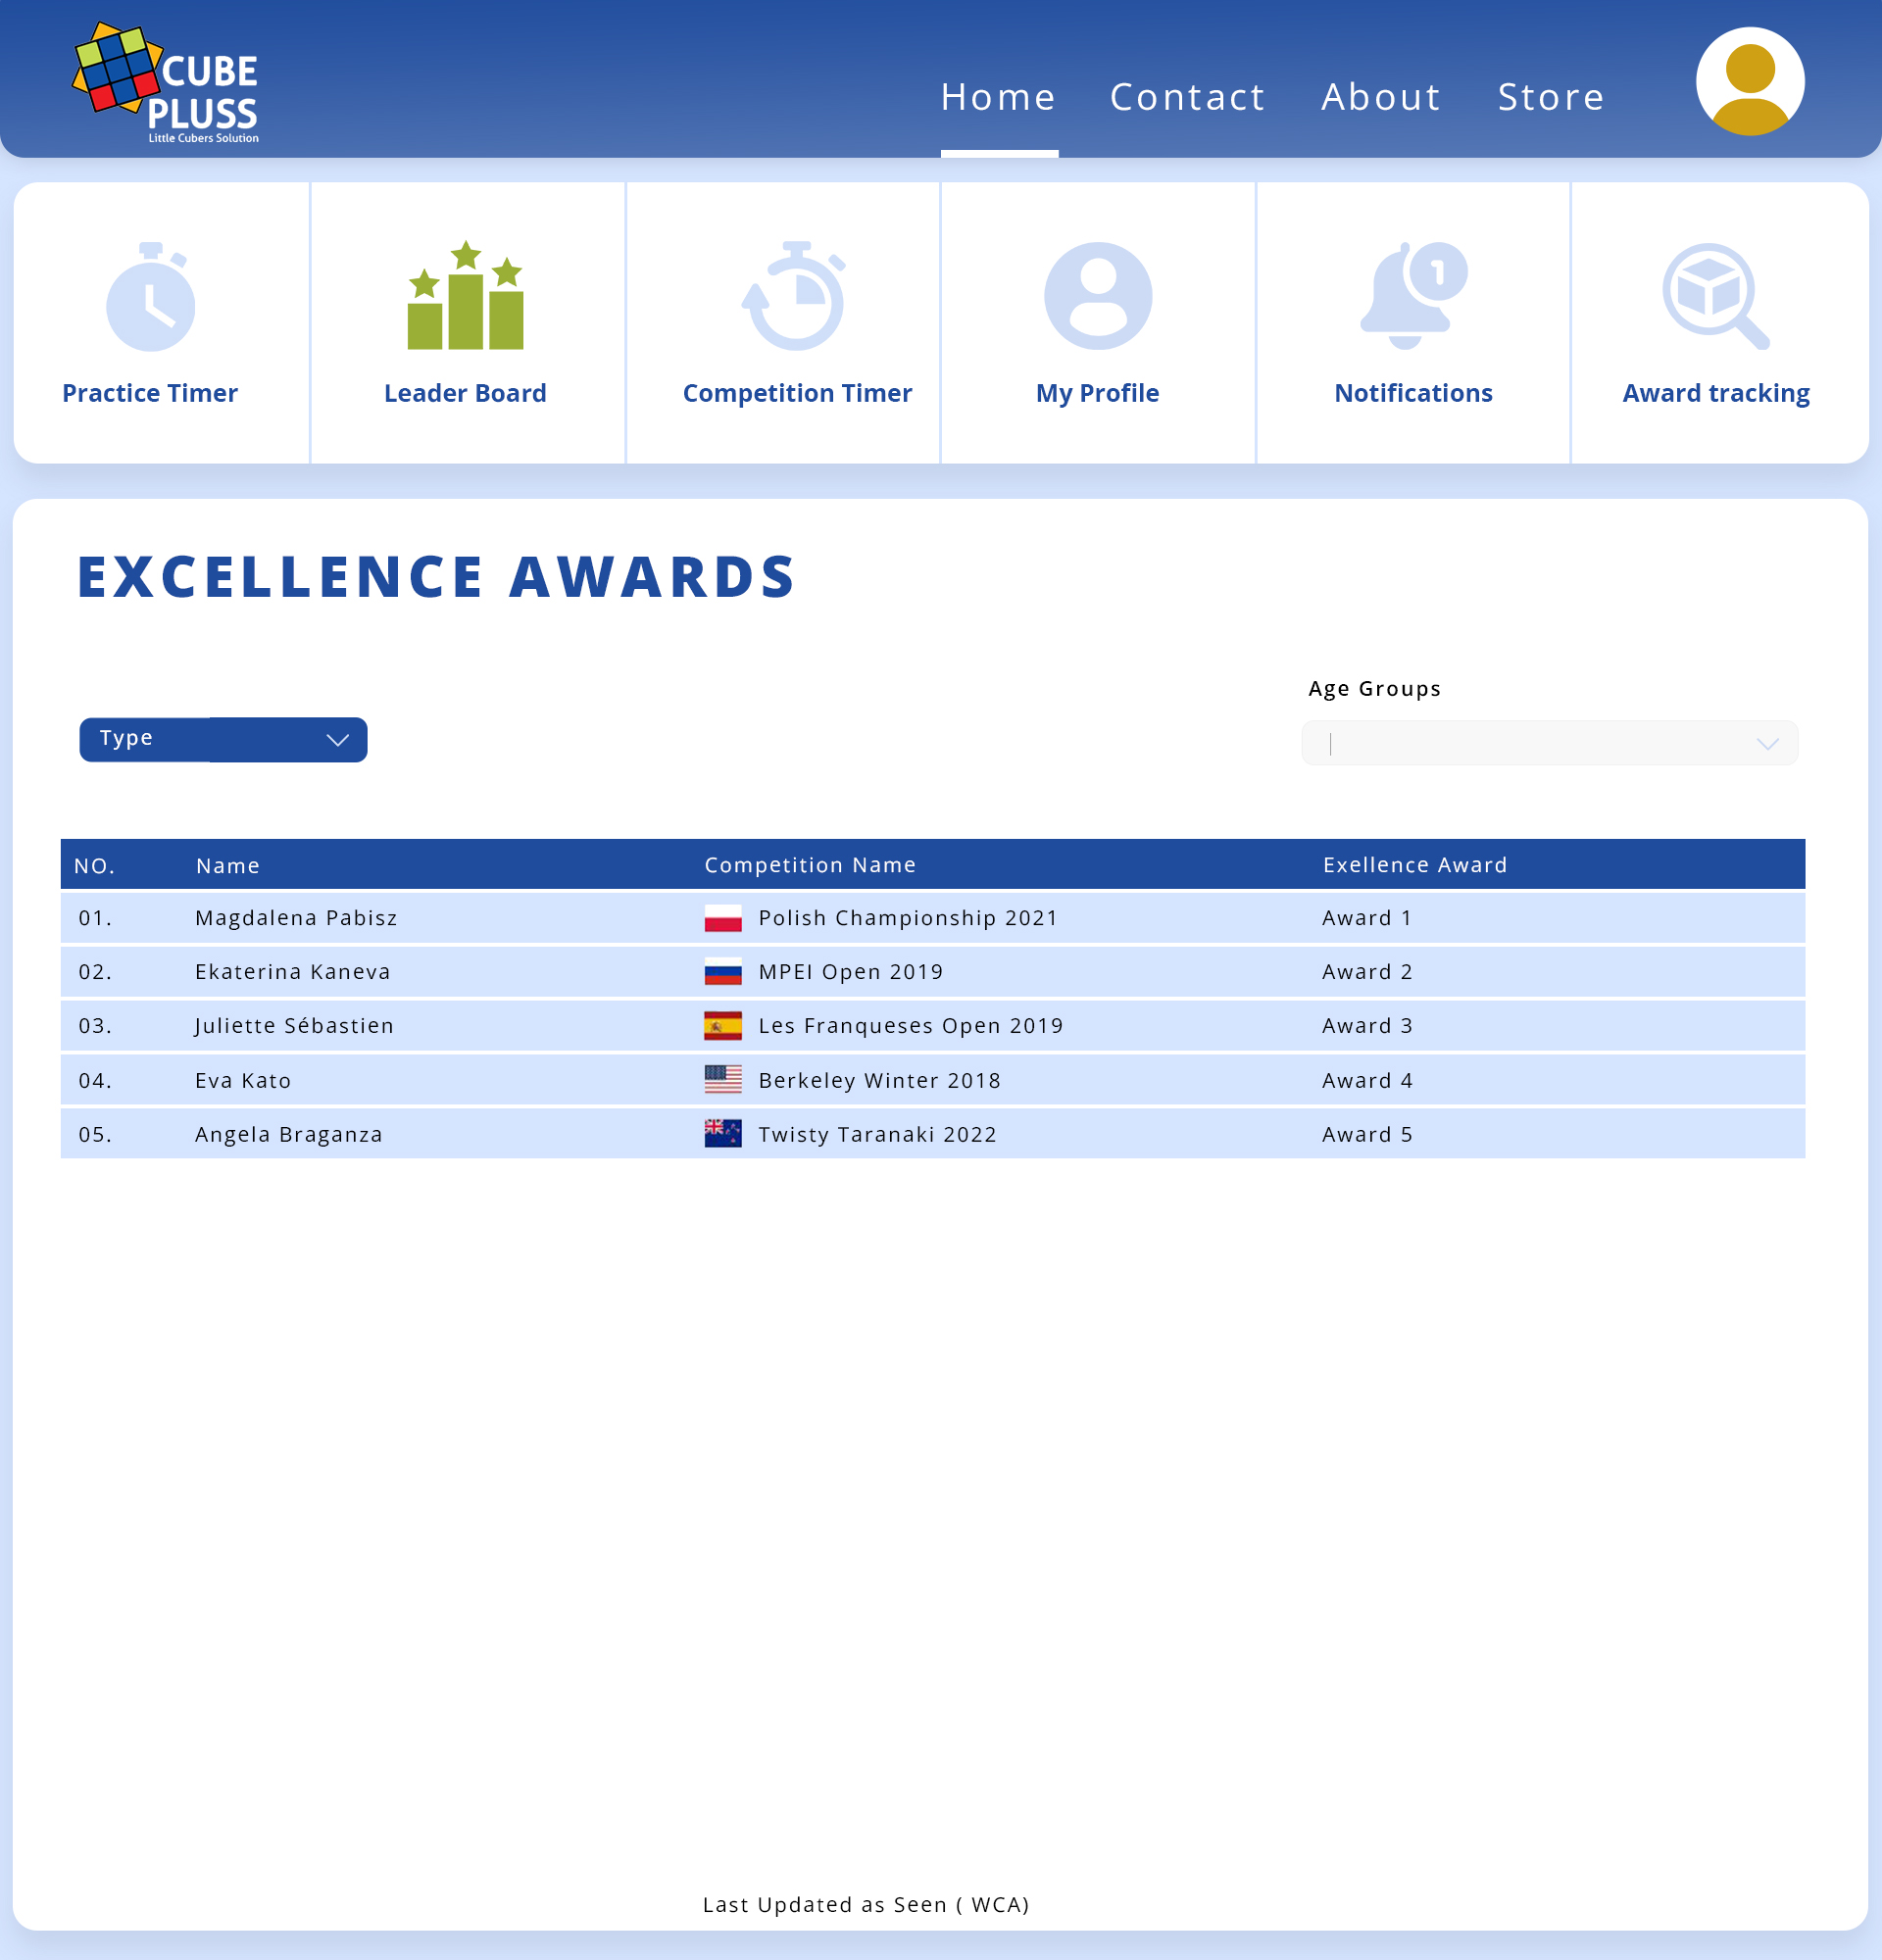 CUBE
PLUSS
Little Cubers Solution
Home Contact About Store
1
Practice Timer Leader Board Competition Timer My Profile Notifications Award tracking
EXCELLENCE AWARDS
Age Groups
Type
NO. Name Competition Name Exellence Award
01. Magdalena Pabisz Polish Championship 2021 Award 1
02. Ekaterina Kaneva MPEI Open 2019 Award 2
03. Juliette Sébastien Les Franqueses Open 2019 Award 3
04. Eva Kato Berkeley Winter 2018 Award 4
05. Angela Braganza Twisty Taranaki 2022 Award 5
Last Updated as Seen ( WCA)